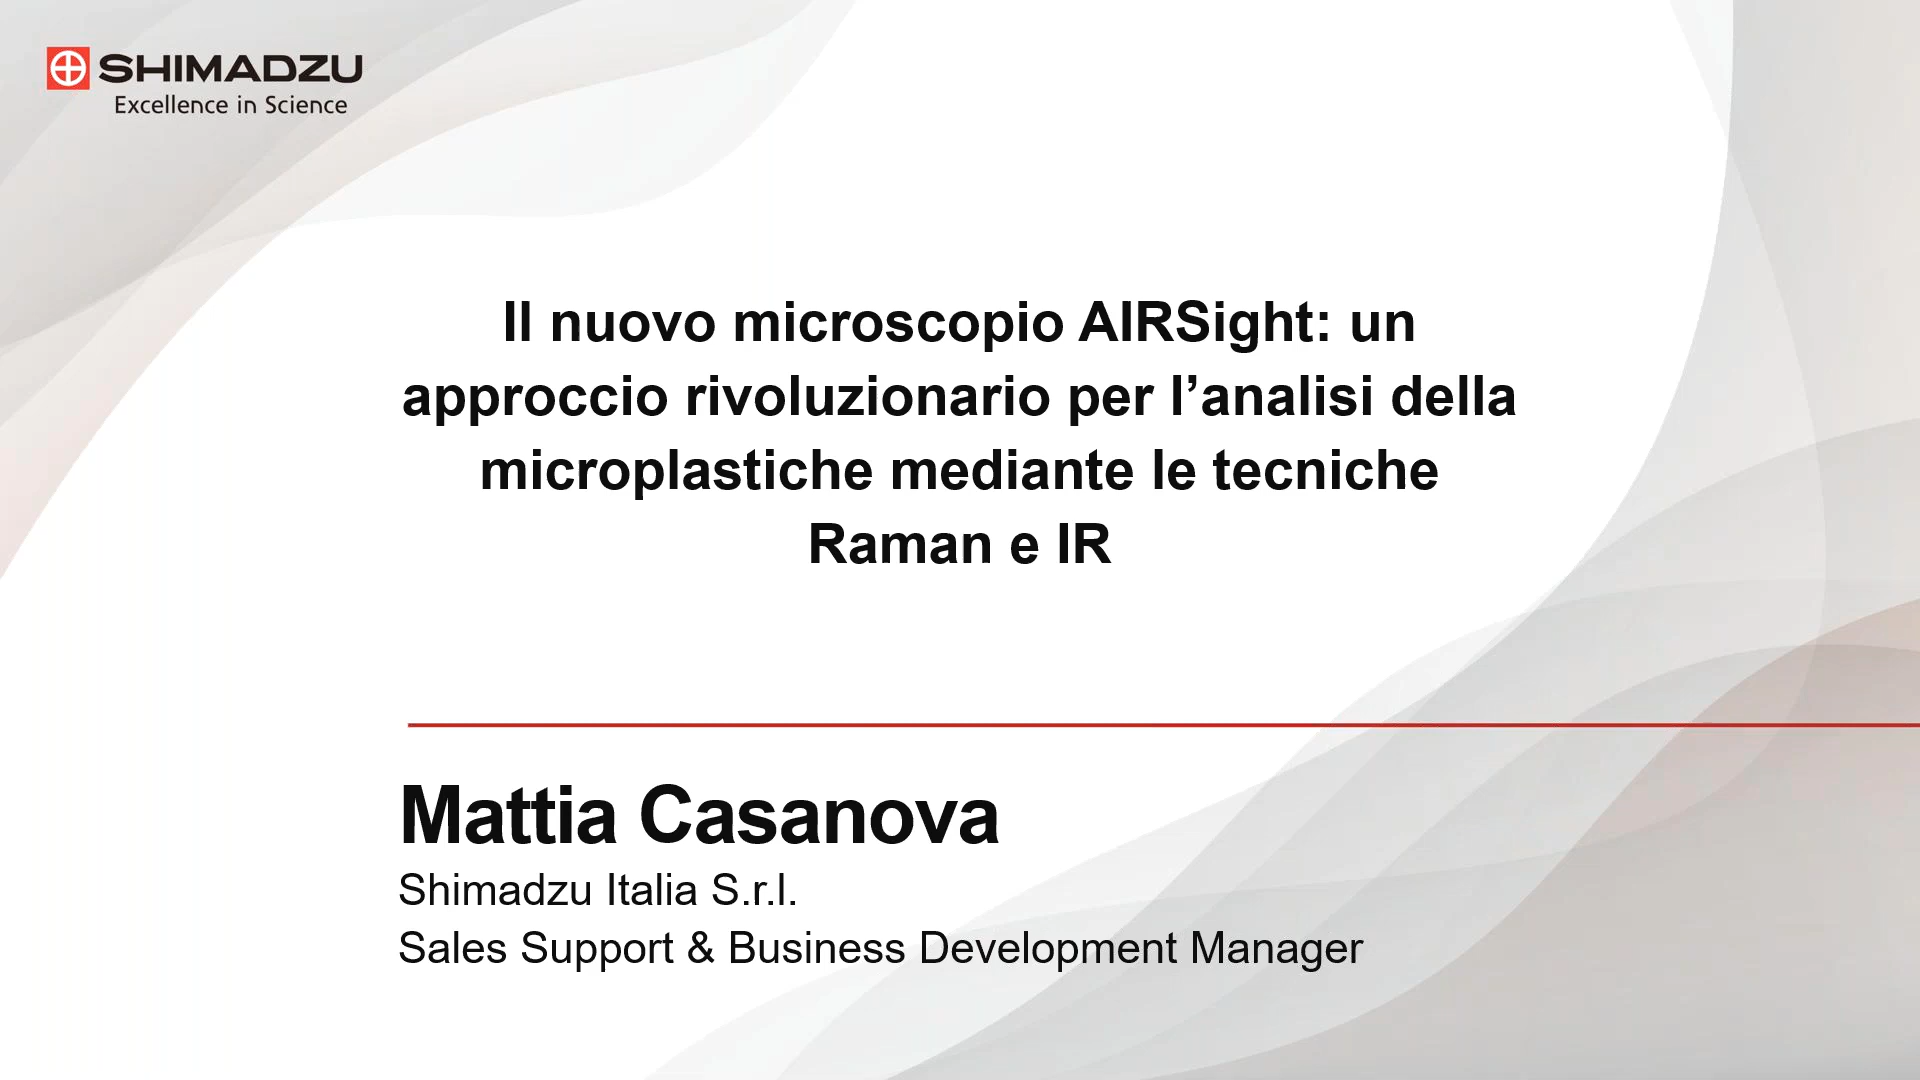 SHIMADZU
Excellence in Science
Il nuovo microscopio AIRSight: un
approccio rivoluzionario per l’analisi della
microplastiche mediante le tecniche
Raman e IR
Mattia Casanova
Shimadzu Italia S.r.l.
Sales Support & Business Development Manager